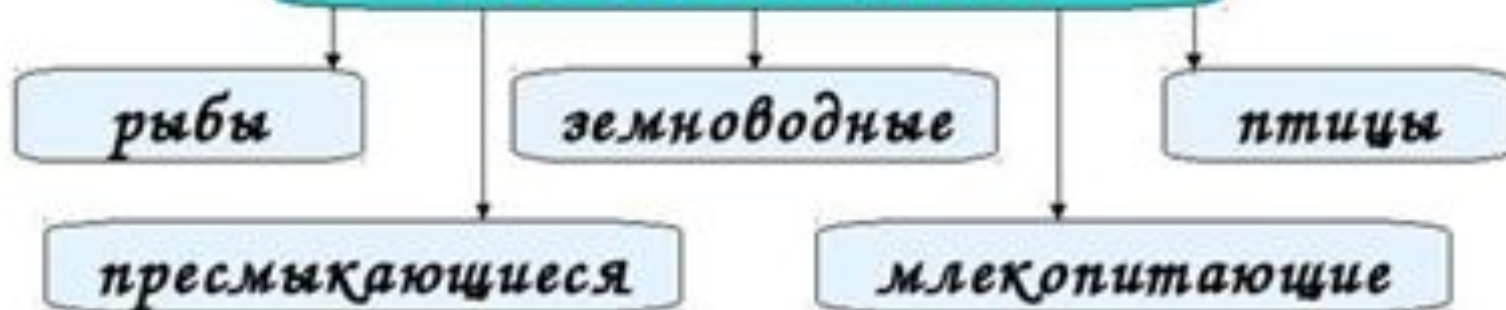 рыбы земноводные птицы
пресмыкающиеся млекопитающие